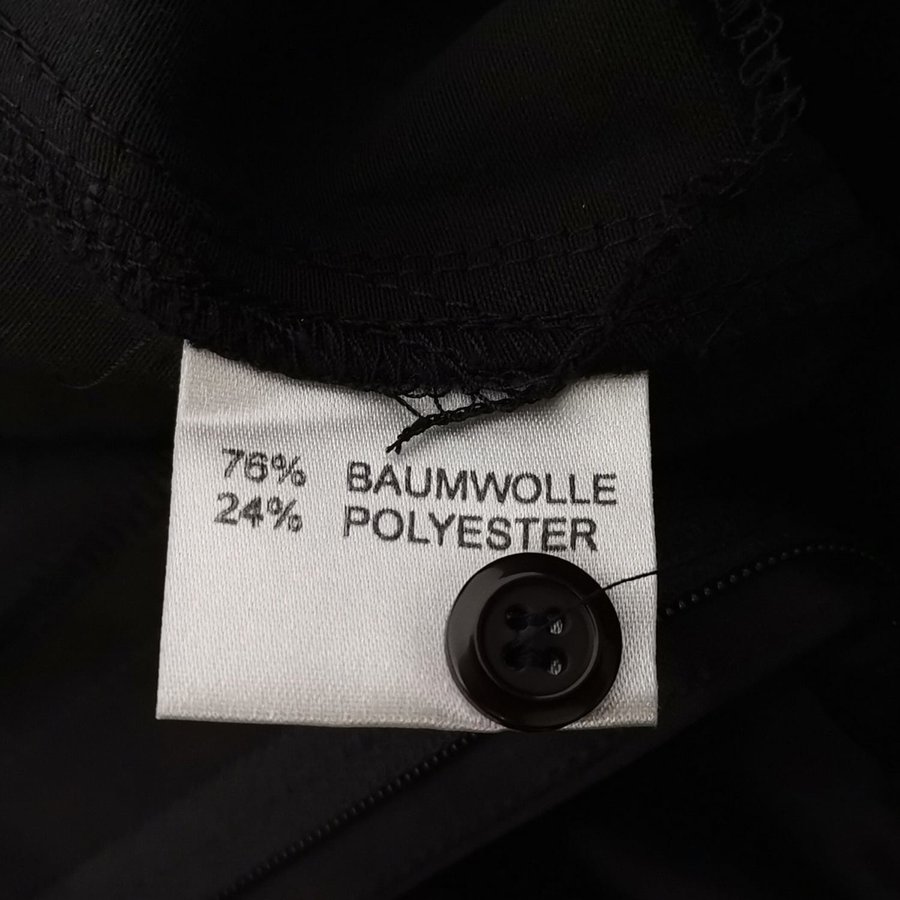 76% BAUMWOLLE
24% POLYESTER